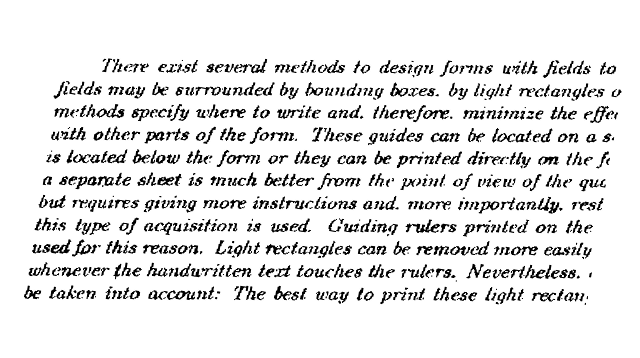 There exist several methods to design forms with fields to
fields may be surrounded by bounding boxes, by light rectangles o
methods specify where to write and, therefore, minimize the effe
with other parts of the form. These guides can be located on a s
is located below the form or they can be printed directly on the f
a separate sheet is much better from the point of view of the qua
but requires giving more instructions and, more importantly, rest
this type of acquisition is used. Guiding rulers printed on the
used for this reason. Light rectangles can be removed more easily
whenever the handwritten text touches the rulers. Nevertheless,
be taken into account: The best way to print these light rectan